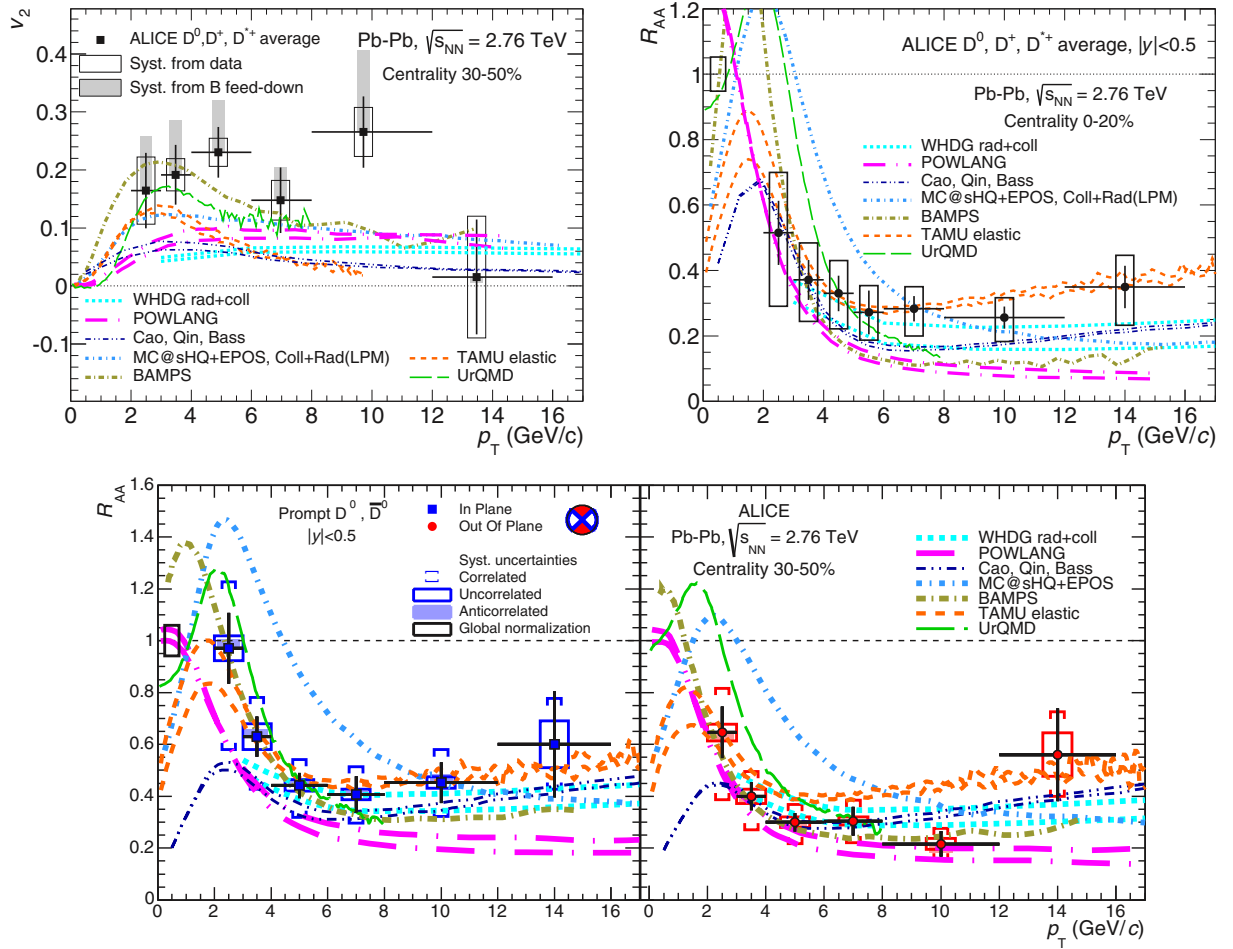 v₂
ALICE D⁰,D⁺, D*⁺ average
Syst. from data
Syst. from B feed-down
Pb-Pb, √s_NN = 2.76 TeV
Centrality 30-50%
0.4
0.3
0.2
0.1
0
-0.1
WHDG rad+coll
POWLANG
Cao, Qin, Bass
MC@sHQ+EPOS, Coll+Rad(LPM)
BAMPS
TAMU elastic
UrQMD
0 2 4 6 8 10 12 14 16
p_T (GeV/c)
R_AA
ALICE D⁰, D⁺, D*⁺ average, |y|<0.5
Pb-Pb, √s_NN = 2.76 TeV
Centrality 0-20%
1.2
1
0.8
0.6
0.4
0.2
0
WHDG rad+coll
POWLANG
Cao, Qin, Bass
MC@sHQ+EPOS, Coll+Rad(LPM)
BAMPS
TAMU elastic
UrQMD
0 2 4 6 8 10 12 14 16
p_T (GeV/c)
R_AA
Prompt D⁰, D̄⁰
|y|<0.5
In Plane
Out Of Plane
Syst. uncertainties
Correlated
Uncorrelated
Anticorrelated
Global normalization
1.6
1.4
1.2
1
0.8
0.6
0.4
0.2
0
0 2 4 6 8 10 12 14
ALICE
Pb-Pb, √s_NN = 2.76 TeV
Centrality 30-50%
WHDG rad+coll
POWLANG
Cao, Qin, Bass
MC@sHQ+EPOS
BAMPS
TAMU elastic
UrQMD
0 2 4 6 8 10 12 14 16
p_T (GeV/c)